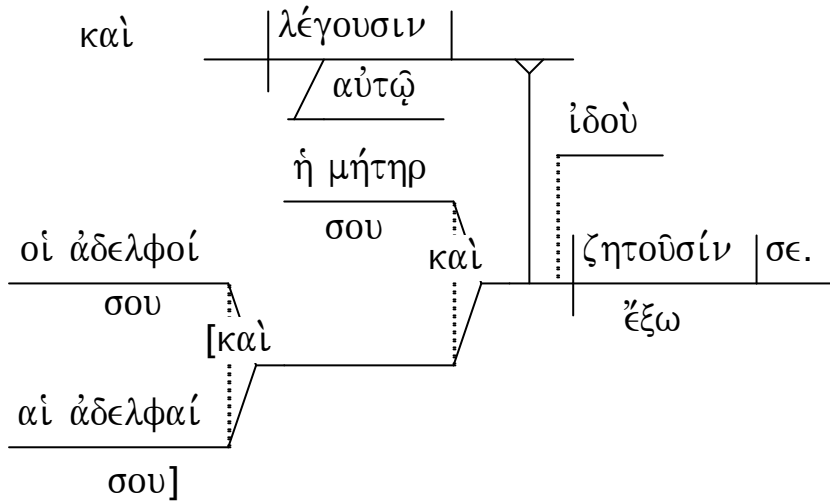 καὶ λέγουσιν
αὐτῷ
ἰδοὺ
ἡ μήτηρ
σου
καὶ
οἱ ἀδελφοί
σου
ζητοῦσίν σε.
ἔξω
[καὶ
αἱ ἀδελφαί
σου]